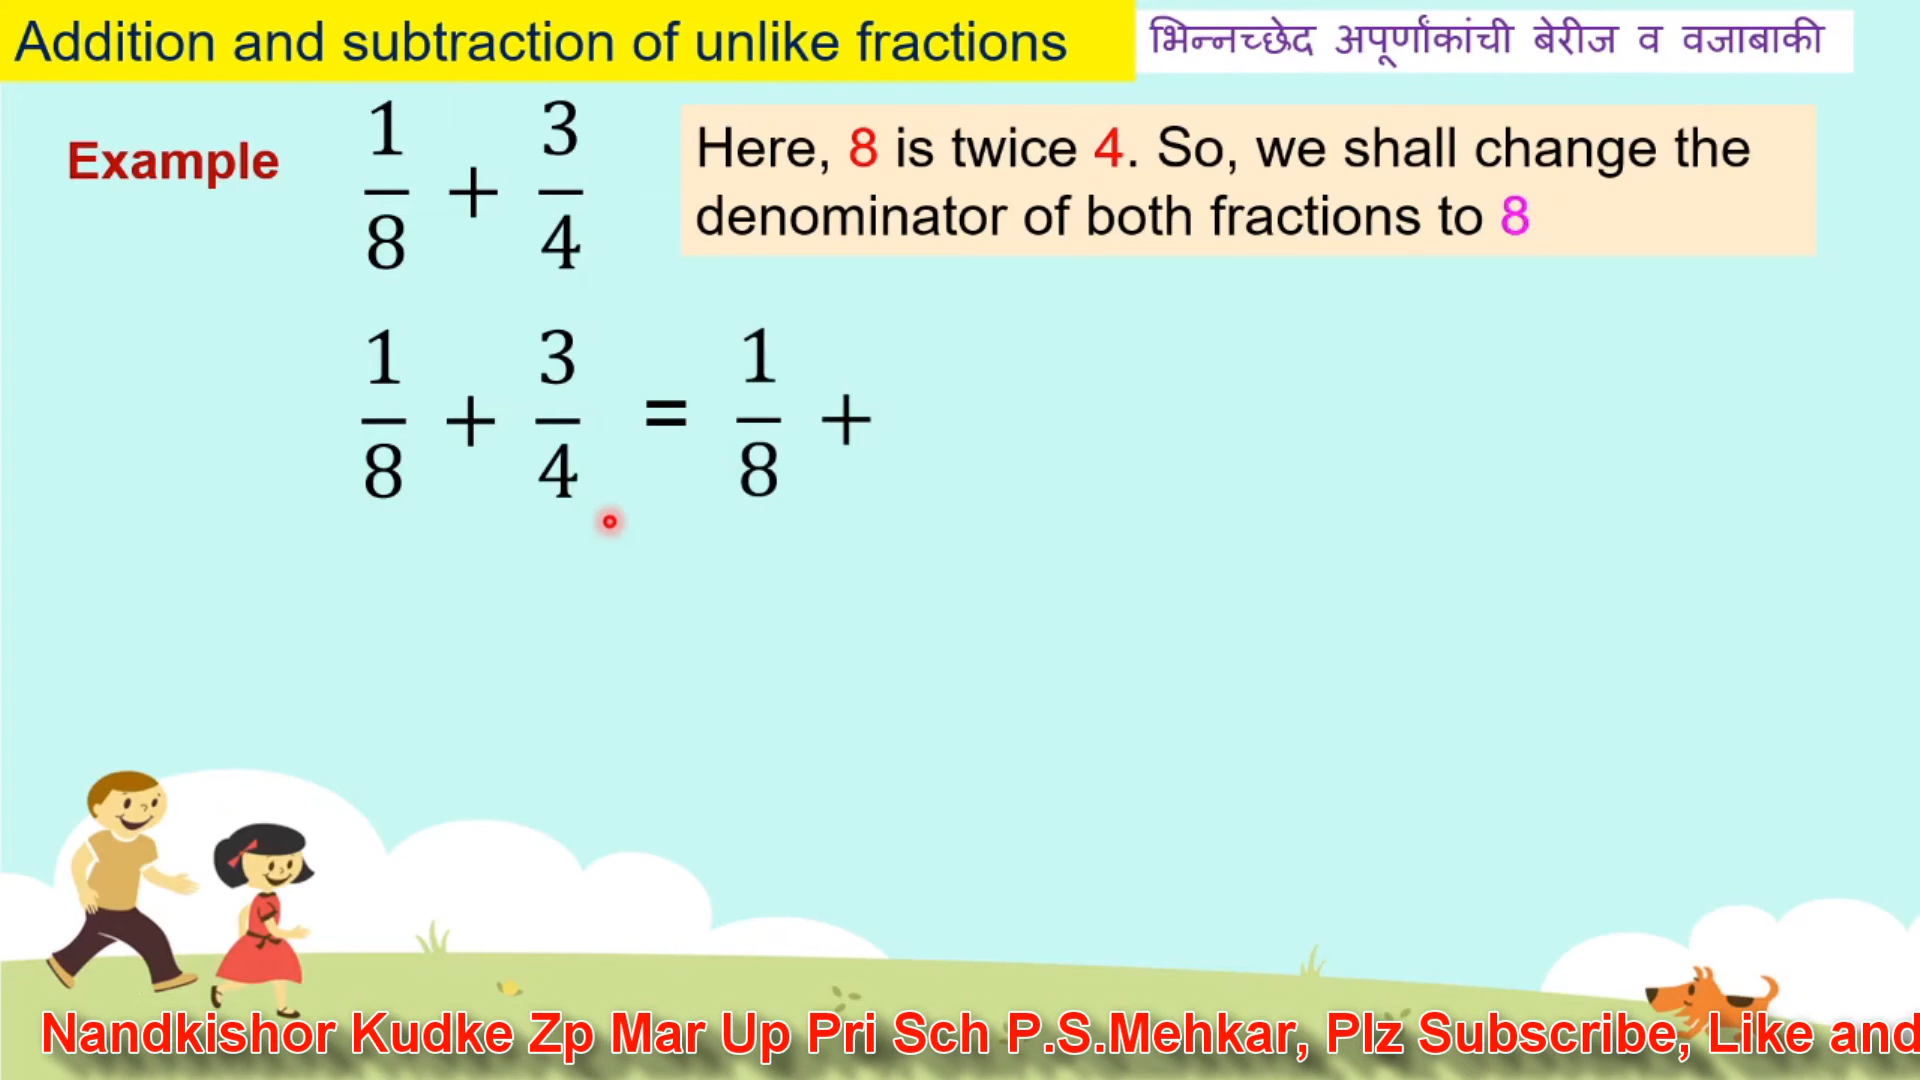 Addition and subtraction of unlike fractions
भिन्नच्छेद अपूर्णांकांची बेरीज व वजाबाकी
Example
1/8 + 3/4
Here, 8 is twice 4. So, we shall change the
denominator of both fractions to 8
1/8 + 3/4 = 1/8 +
Nandkishor Kudke Zp Mar Up Pri Sch P.S.Mehkar, Plz Subscribe, Like and